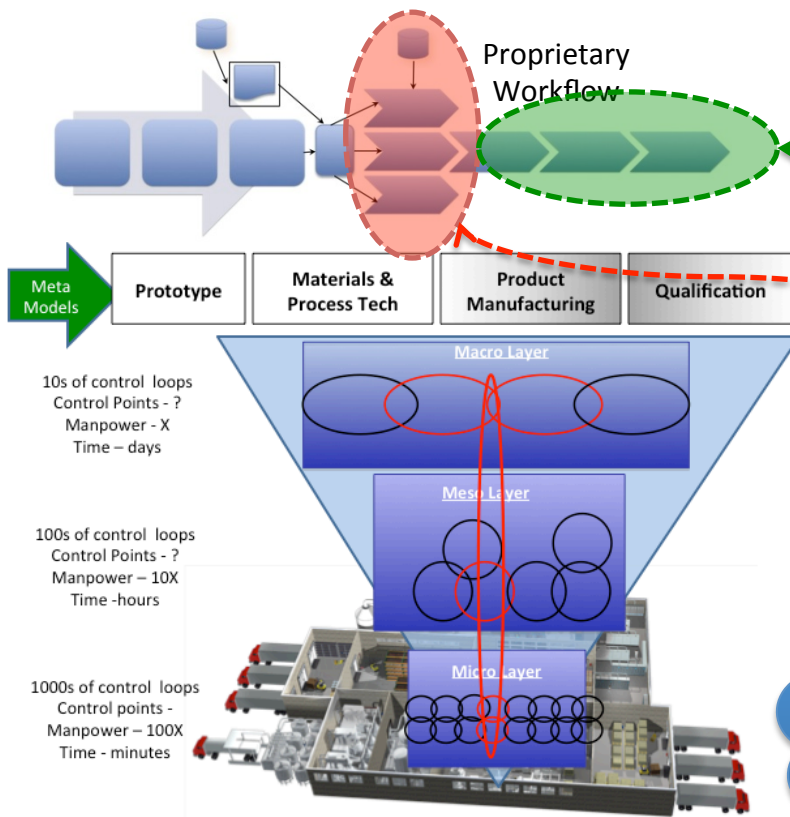 Proprietary
Workflow
Meta
Models
Prototype
Materials &
Process Tech
Product
Manufacturing
Qualification
Macro Layer
10s of control loops
Control Points - ?
Manpower - X
Time – days
Meso Layer
100s of control loops
Control Points - ?
Manpower – 10X
Time -hours
Micro Layer
1000s of control loops
Control points -
Manpower – 100X
Time - minutes